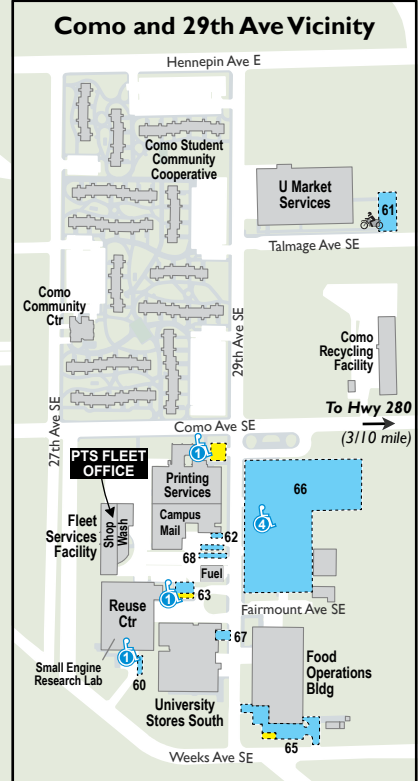 Como and 29th Ave Vicinity
Hennepin Ave E
Como Student
Community
Cooperative
U Market
Services
61
Talmage Ave SE
Como
Community
Ctr
29th Ave SE
Como
Recycling
Facility
27th Ave SE
To Hwy 280
(3/10 mile)
Como Ave SE
PTS FLEET
OFFICE
1
Printing
Services
66
Campus
Mail
4
Fleet
Services
Facility
Shop
Wash
62
68
Fuel
1
63
Reuse
Ctr
Fairmount Ave SE
67
1
Small Engine
Research Lab
60
University
Stores South
Food
Operations
Bldg
65
Weeks Ave SE